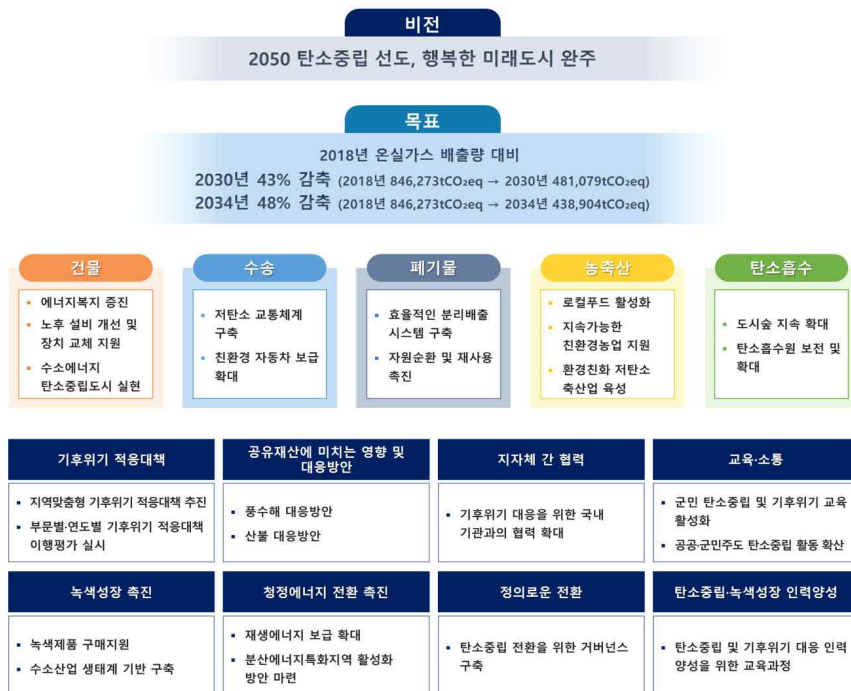 비전
2050 탄소중립 선도, 행복한 미래도시 완주
목표
2018년 온실가스 배출량 대비
2030년 43% 감축 (2018년 846,273tCO₂eq → 2030년 481,079tCO₂eq)
2034년 48% 감축 (2018년 846,273tCO₂eq → 2034년 438,904tCO₂eq)
건물
▪ 에너지복지 증진
▪ 노후 설비 개선 및
장치 교체 지원
▪ 수소에너지
탄소중립도시 실현
수송
▪ 저탄소 교통체계
구축
▪ 친환경 자동차 보급
확대
폐기물
▪ 효율적인 분리배출
시스템 구축
▪ 자원순환 및 재사용
촉진
농축산
▪ 로컬푸드 활성화
▪ 지속가능한
친환경농업 지원
▪ 환경친화 저탄소
축산업 육성
탄소흡수
▪ 도시숲 지속 확대
▪ 탄소흡수원 보전 및
확대
기후위기 적응대책
▪ 지역맞춤형 기후위기 적응대책 추진
▪ 부문별·연도별 기후위기 적응대책
이행평가 실시
공유재산에 미치는 영향 및
대응방안
▪ 풍수해 대응방안
▪ 산불 대응방안
지자체 간 협력
▪ 기후위기 대응을 위한 국내
기관과의 협력 확대
교육·소통
▪ 군민 탄소중립 및 기후위기 교육
활성화
▪ 공공·군민주도 탄소중립 활동 확산
녹색성장 촉진
▪ 녹색제품 구매지원
▪ 수소산업 생태계 기반 구축
청정에너지 전환 촉진
▪ 재생에너지 보급 확대
▪ 분산에너지특화지역 활성화
방안 마련
정의로운 전환
▪ 탄소중립 전환을 위한 거버넌스
구축
탄소중립·녹색성장 인력양성
▪ 탄소중립 및 기후위기 대응 인력
양성을 위한 교육과정